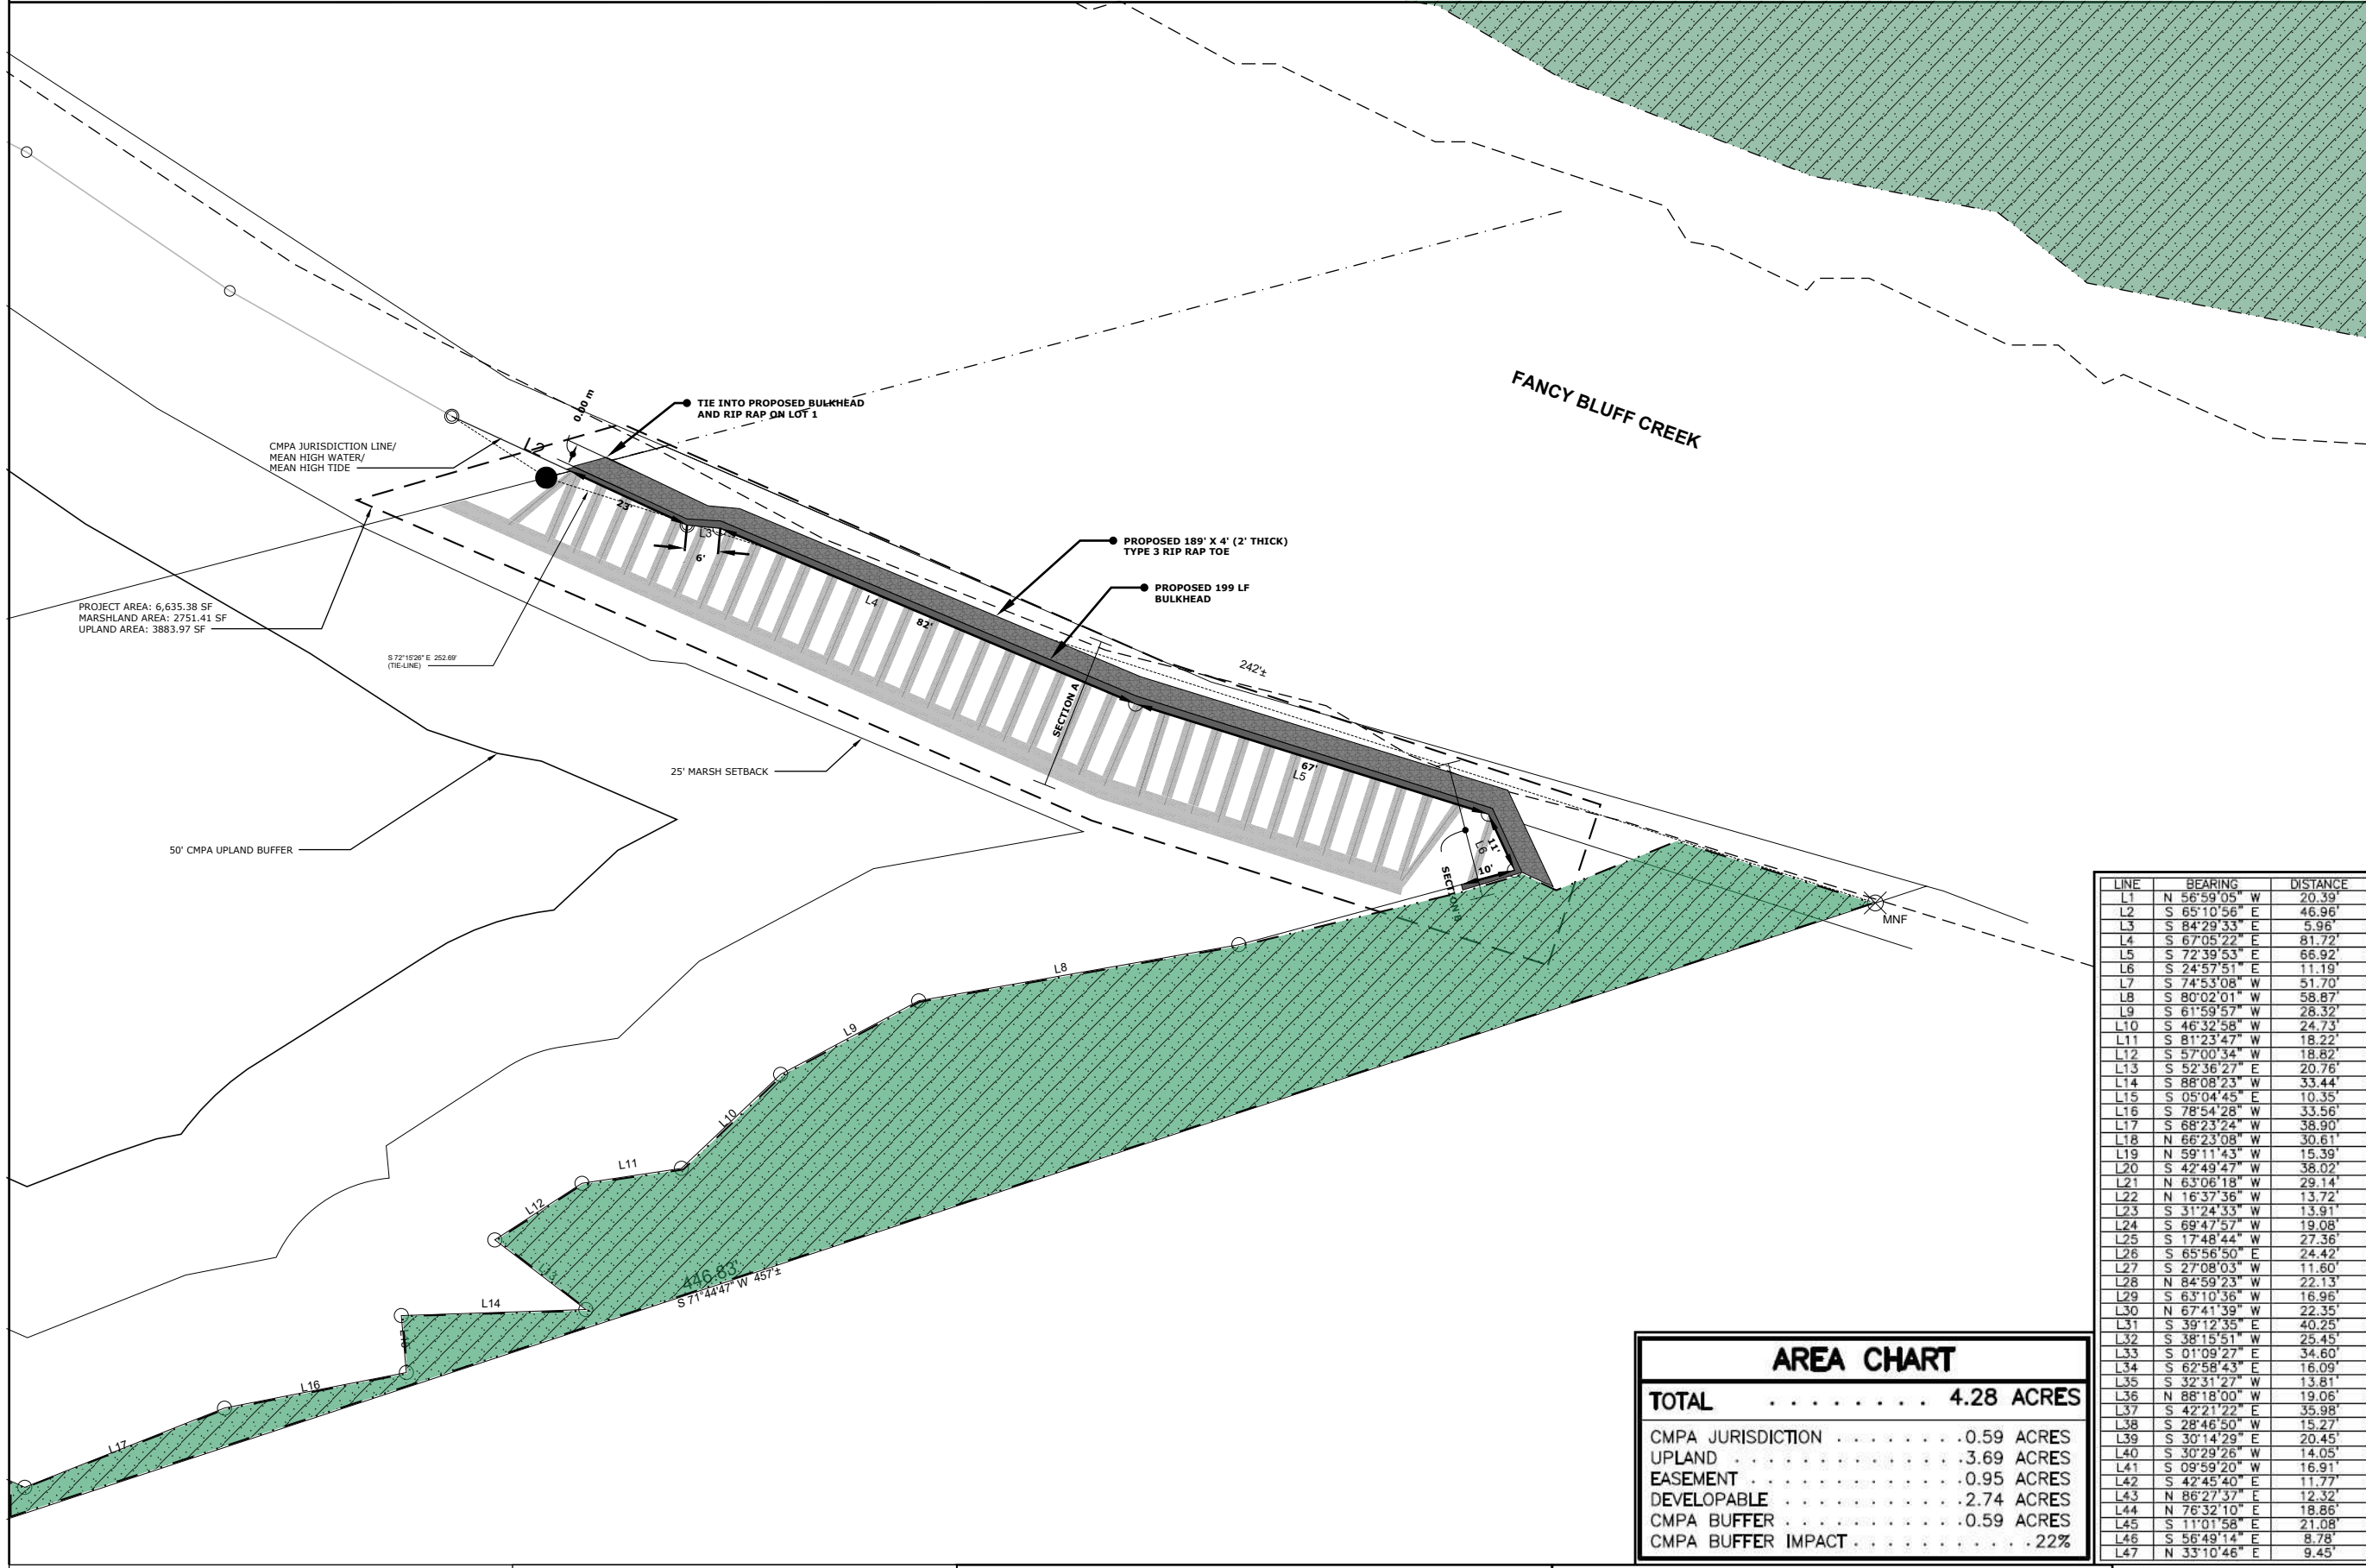 FANCY BLUFF CREEK
0.00 m
TIE INTO PROPOSED BULKHEAD
AND RIP RAP ON LOT 1
CMPA JURISDICTION LINE/
MEAN HIGH WATER/
MEAN HIGH TIDE
L2
23'
L3
6'
PROPOSED 189' X 4' (2' THICK)
TYPE 3 RIP RAP TOE
PROPOSED 199 LF
BULKHEAD
L4
82'
PROJECT AREA: 6,635.38 SF
MARSHLAND AREA: 2751.41 SF
UPLAND AREA: 3883.97 SF
S 72°15'26" E 252.69'
(TIE-LINE)
242'±
SECTION A
67'
L5
25' MARSH SETBACK
50' CMPA UPLAND BUFFER
11'
L6
10'
SECTION B
MNF
L8
L9
L10
L11
L12
L13
446.83'
S 71°44'47" W 457'±
L14
L15
L16
L17
LINE BEARING DISTANCE
L1 N 56°59'05" W 20.39'
L2 S 65°10'56" E 46.96'
L3 S 84°29'33" E 5.96'
L4 S 67°05'22" E 81.72'
L5 S 72°39'53" E 66.92'
L6 S 24°57'51" E 11.19'
L7 S 74°53'08" W 51.70'
L8 S 80°02'01" W 58.87'
L9 S 61°59'57" W 28.32'
L10 S 46°32'58" W 24.73'
L11 S 81°23'47" W 18.22'
L12 S 57°00'34" W 18.82'
L13 S 52°36'27" E 20.76'
L14 S 88°08'23" W 33.44'
L15 S 05°04'45" E 10.35'
L16 S 78°54'28" W 33.56'
L17 S 68°23'24" W 38.90'
L18 N 66°23'08" W 30.61'
L19 N 59°11'43" W 15.39'
L20 S 42°49'47" W 38.02'
L21 N 63°06'18" W 29.14'
L22 N 16°37'36" W 13.72'
L23 S 31°24'33" W 13.91'
L24 S 69°47'57" W 19.08'
L25 S 17°48'44" W 27.36'
L26 S 65°56'50" E 24.42'
L27 S 27°08'03" W 11.60'
L28 N 84°59'23" W 22.13'
L29 S 63°10'36" W 16.96'
L30 N 67°41'39" W 22.35'
L31 S 39°12'35" E 40.25'
L32 S 38°15'51" W 25.45'
L33 S 01°09'27" E 34.60'
L34 S 62°58'43" E 16.09'
L35 S 32°31'27" W 13.81'
L36 N 88°18'00" W 19.06'
L37 S 42°21'22" E 35.98'
L38 S 28°46'50" W 15.27'
L39 S 30°14'29" E 20.45'
L40 S 30°29'26" W 14.05'
L41 S 09°59'20" W 16.91'
L42 S 42°45'40" E 11.77'
L43 N 86°27'37" E 12.32'
L44 N 76°32'10" E 18.86'
L45 S 11°01'58" E 21.08'
L46 S 56°49'14" E 8.78'
L47 N 33°10'46" E 9.45'
AREA CHART
TOTAL . . . . . . . . 4.28 ACRES
CMPA JURISDICTION . . . . . . . . 0.59 ACRES
UPLAND . . . . . . . . . . . . . 3.69 ACRES
EASEMENT . . . . . . . . . . . . 0.95 ACRES
DEVELOPABLE . . . . . . . . . . . 2.74 ACRES
CMPA BUFFER . . . . . . . . . . . 0.59 ACRES
CMPA BUFFER IMPACT . . . . . . . . . . . 22%